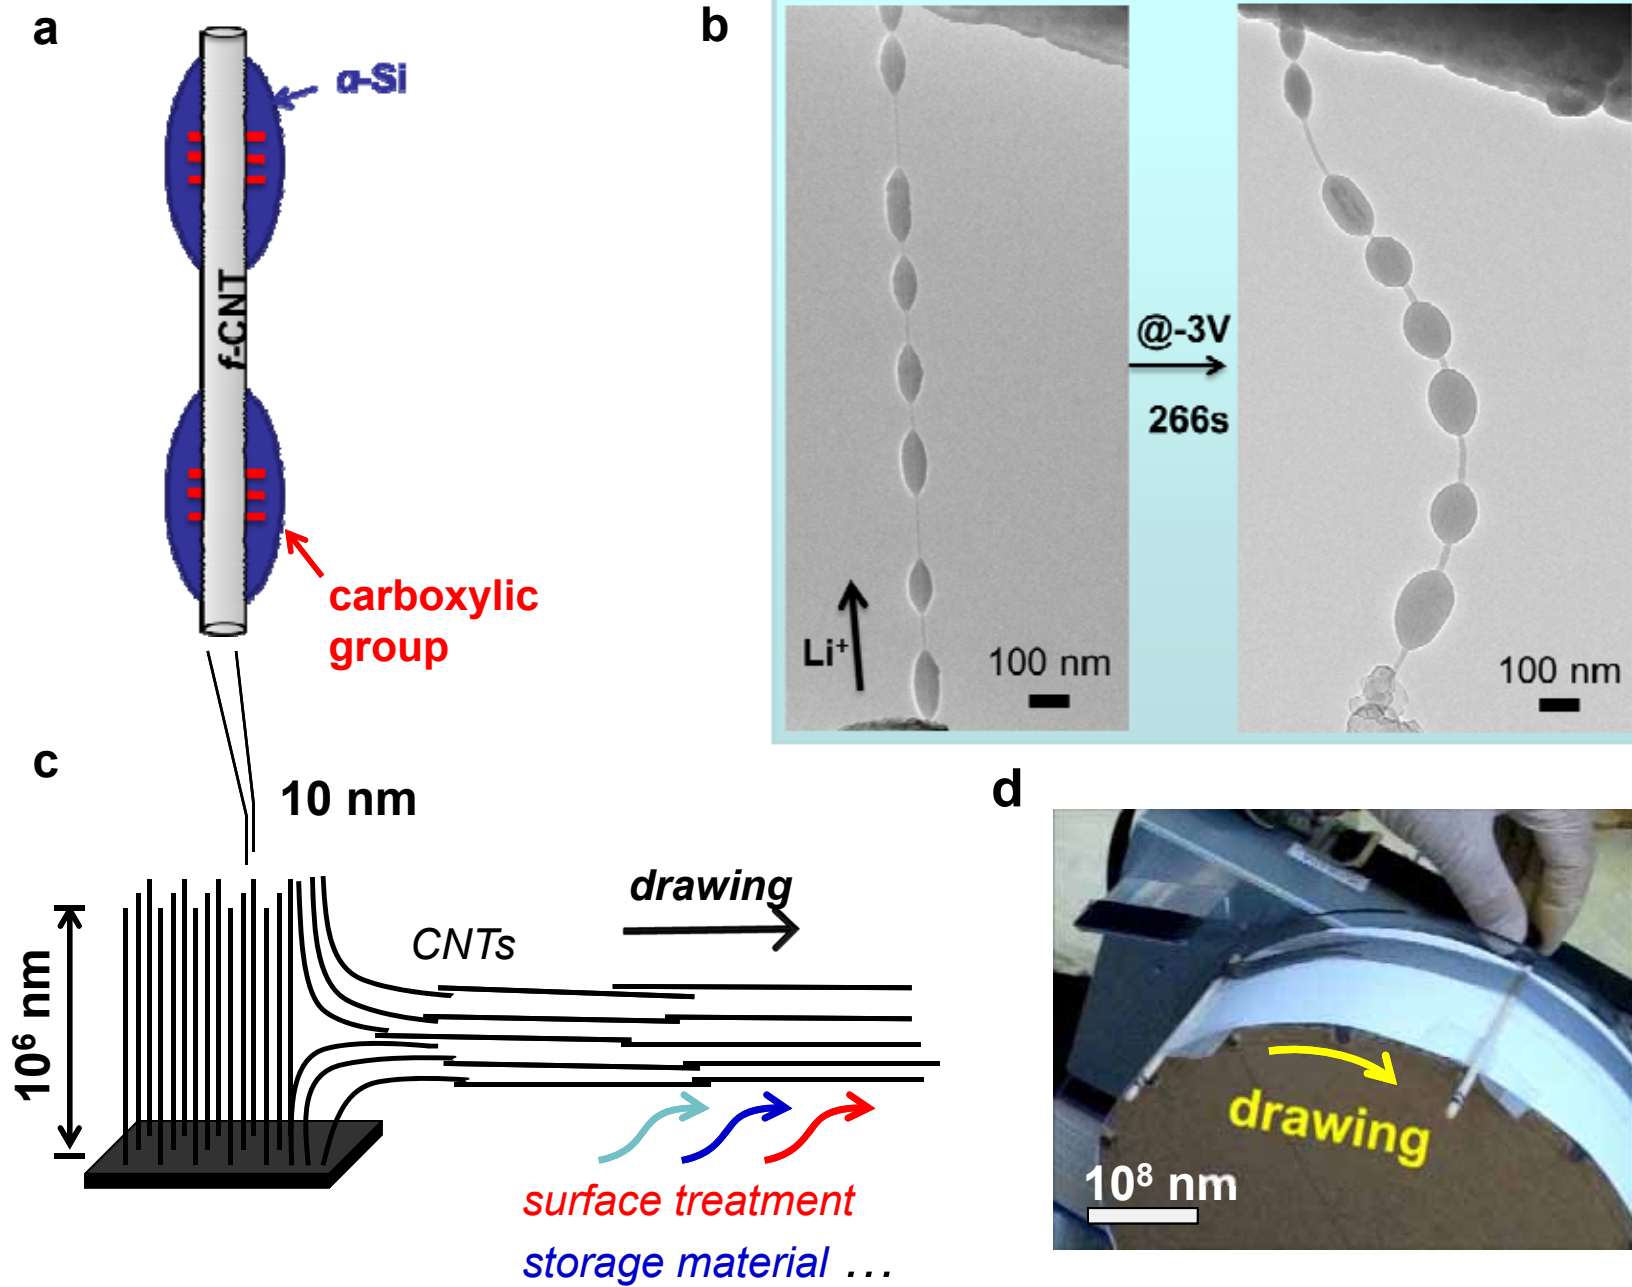 a
α-Si
f-CNT
carboxylic
group
b
@-3V
266s
Li⁺
100 nm
100 nm
c
10 nm
10⁶ nm
CNTs
drawing
surface treatment
storage material ...
d
drawing
10⁸ nm